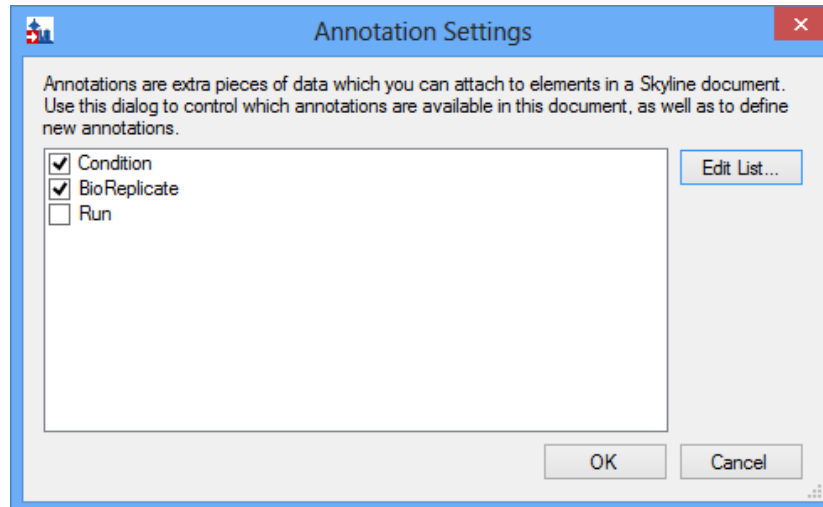 Annotation Settings
Annotations are extra pieces of data which you can attach to elements in a Skyline document.
Use this dialog to control which annotations are available in this document, as well as to define
new annotations.
Condition
BioReplicate
Run
Edit List...
OK
Cancel